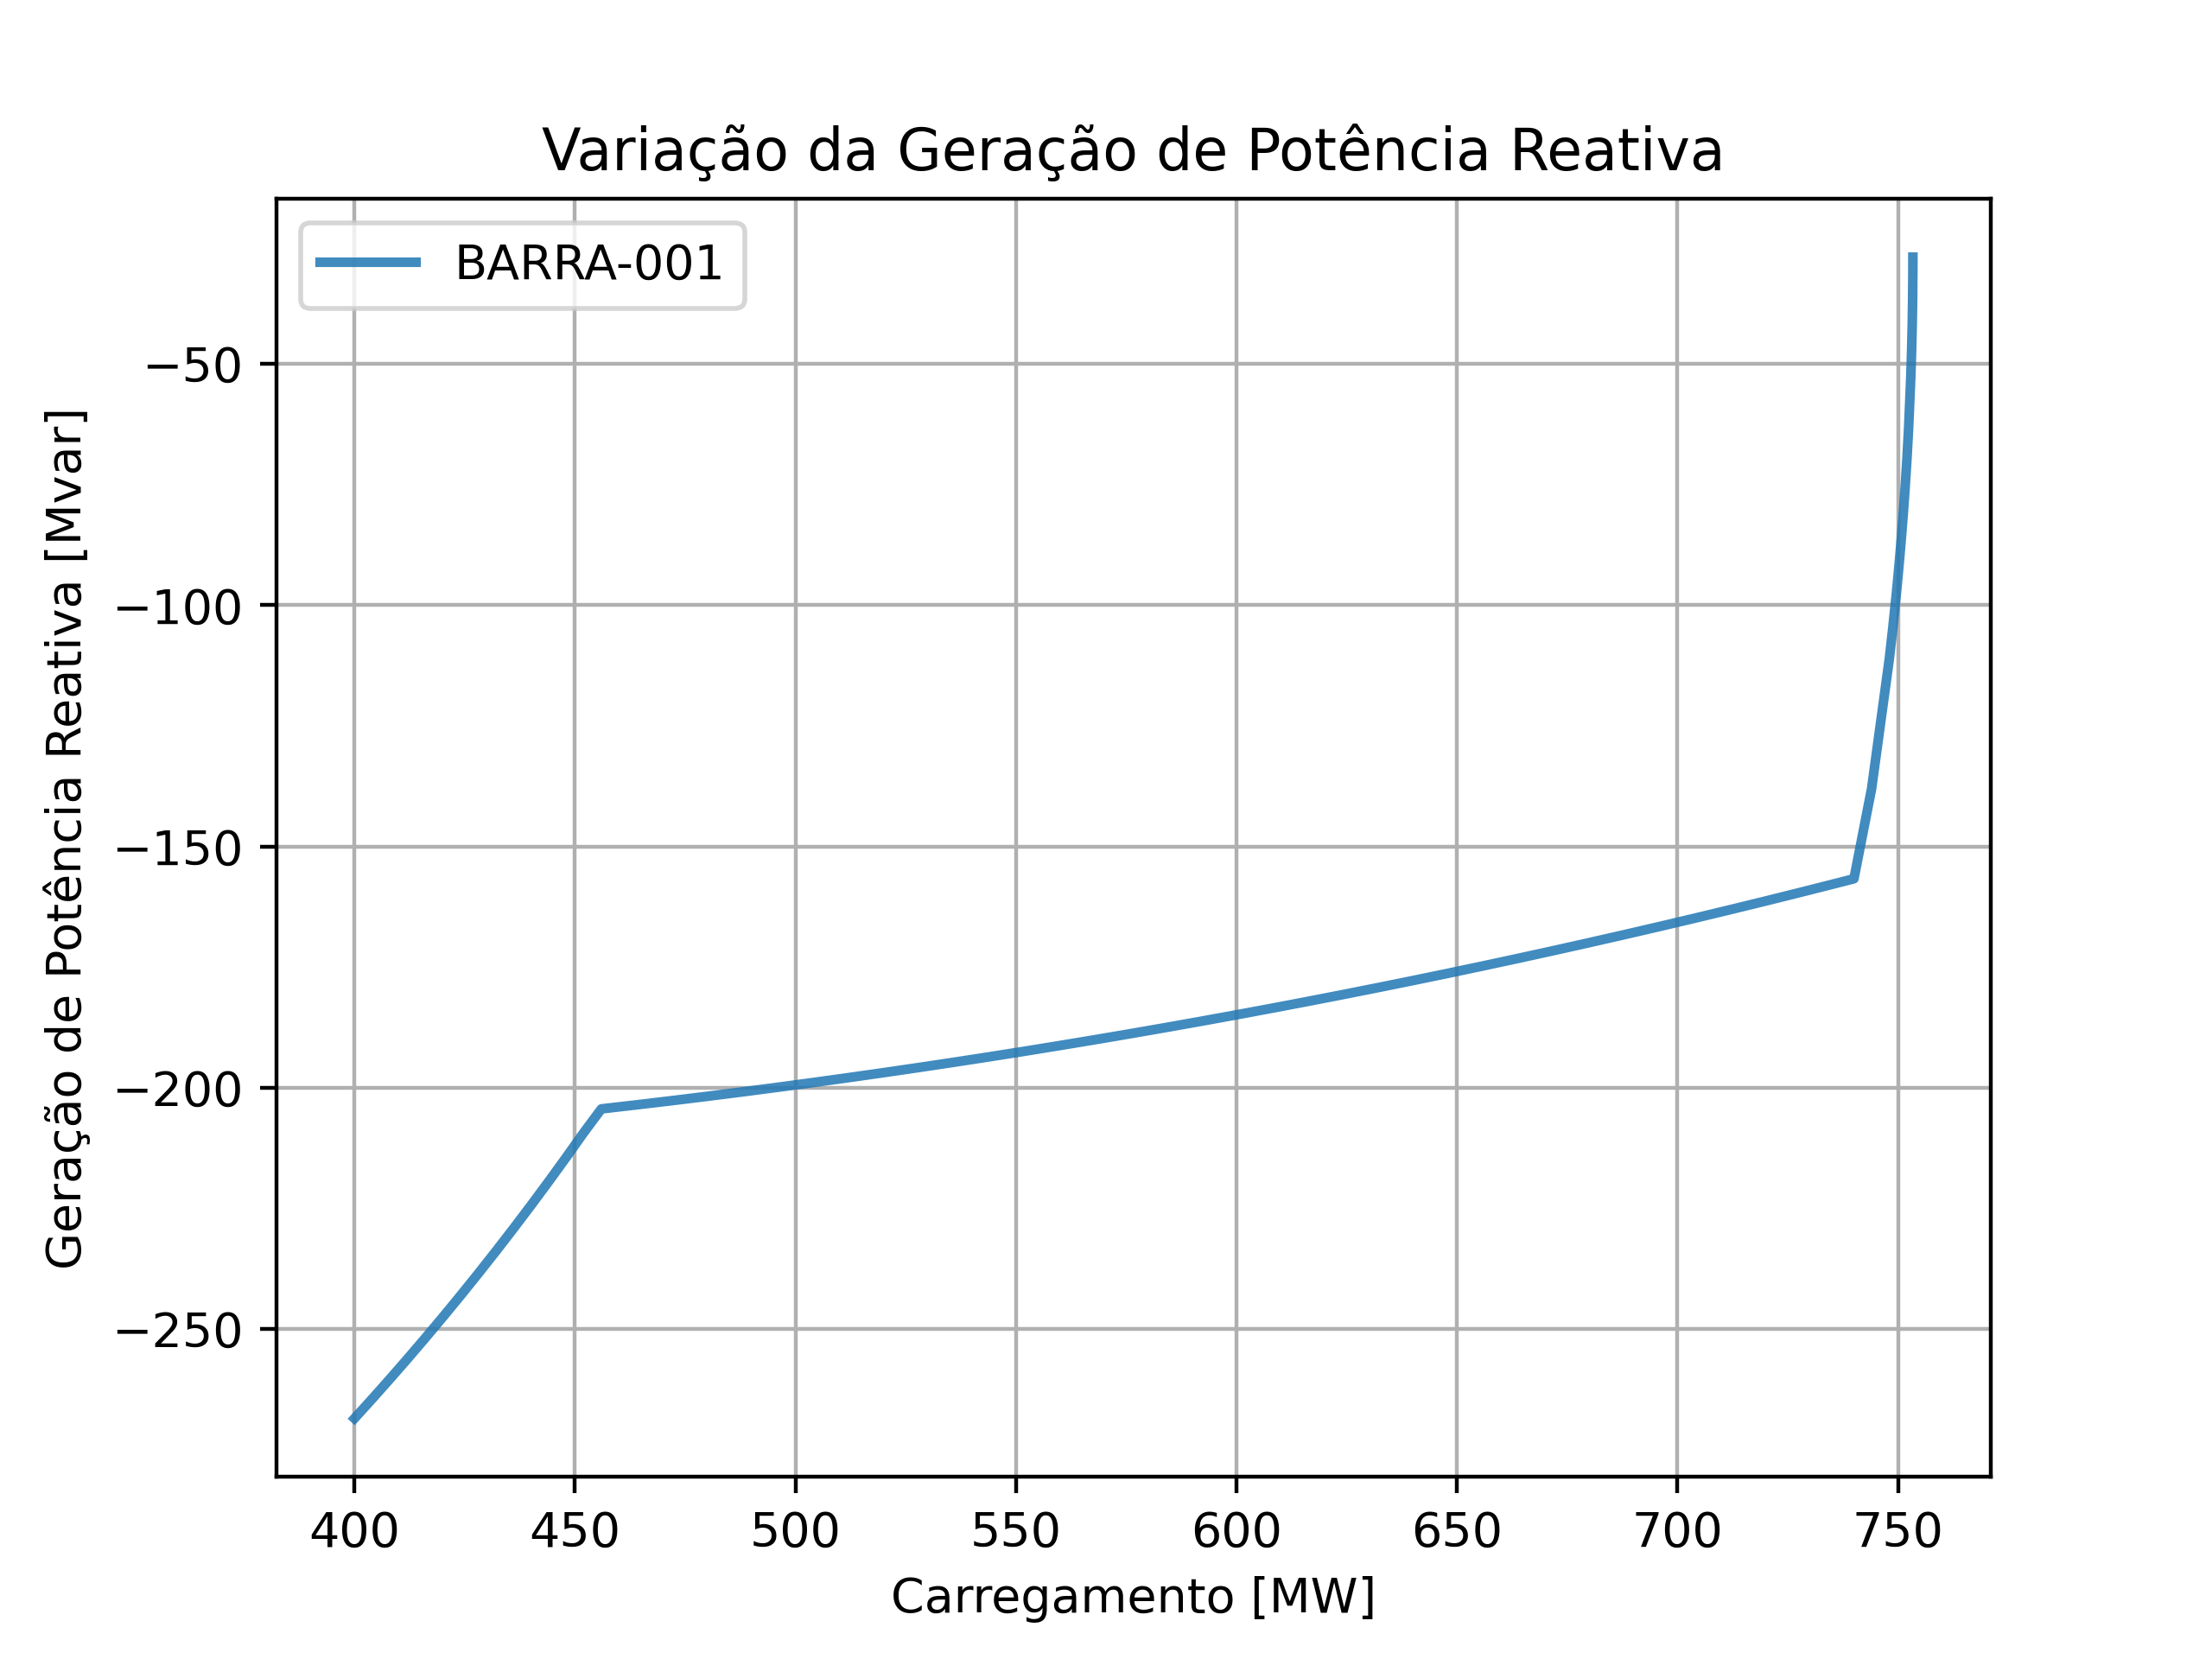 Variação da Geração de Potência Reativa
BARRA-001
Geração de Potência Reativa [Mvar]
−50
−100
−150
−200
−250
400 450 500 550 600 650 700 750
Carregamento [MW]